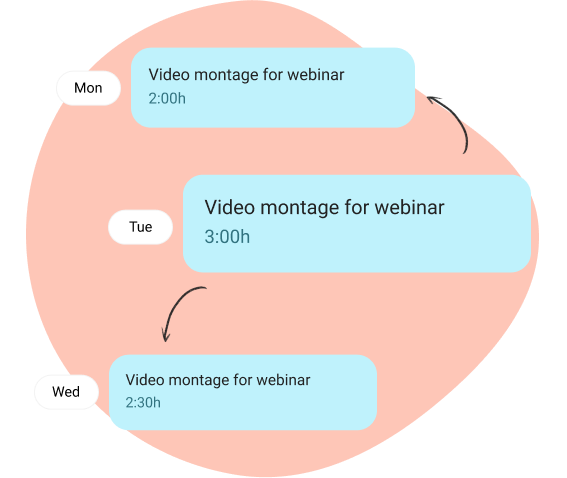 Mon
Video montage for webinar
2:00h
Tue
Video montage for webinar
3:00h
Wed
Video montage for webinar
2:30h